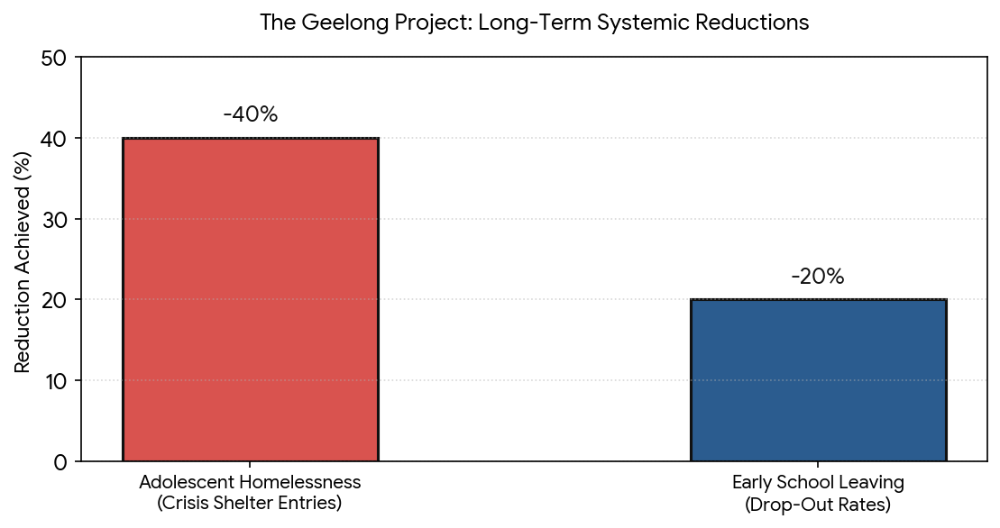 The Geelong Project: Long-Term Systemic Reductions
50
40
30
20
10
0
Reduction Achieved (%)
-40%
-20%
Adolescent Homelessness
(Crisis Shelter Entries)
Early School Leaving
(Drop-Out Rates)